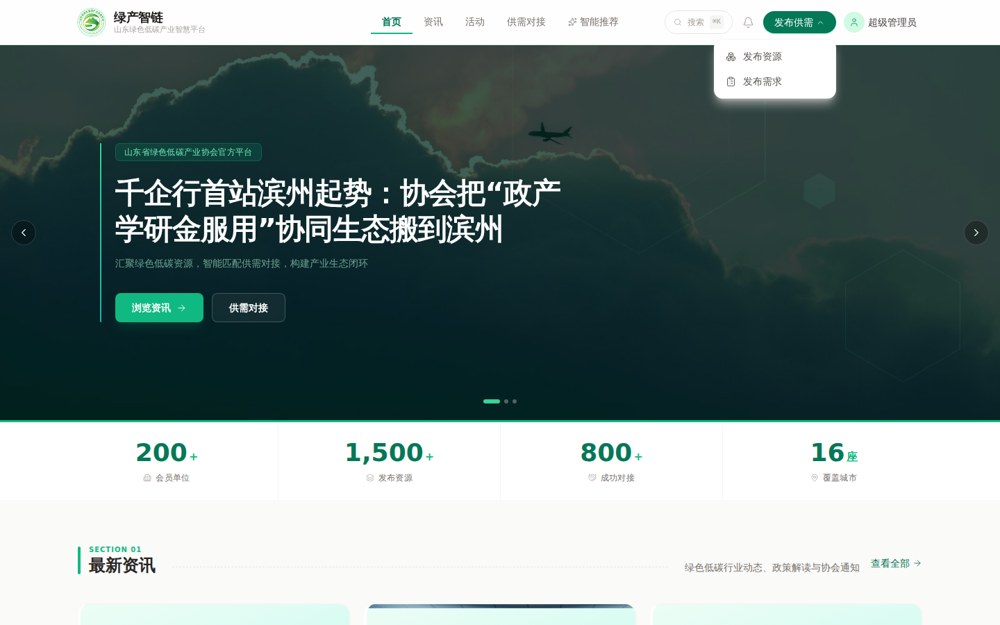 绿产智链
山东绿色低碳产业智慧平台
首页
资讯
活动
供需对接
智能推荐
搜索
⌘K
发布供需
超级管理员
发布资源
发布需求
山东省绿色低碳产业协会官方平台
千企行首站滨州起势：协会把“政产
学研金服用”协同生态搬到滨州
汇聚绿色低碳资源，智能匹配供需对接，构建产业生态闭环
浏览资讯
供需对接
200+
会员单位
1,500+
发布资源
800+
成功对接
16座
覆盖城市
SECTION 01
最新资讯
绿色低碳行业动态、政策解读与协会通知
查看全部